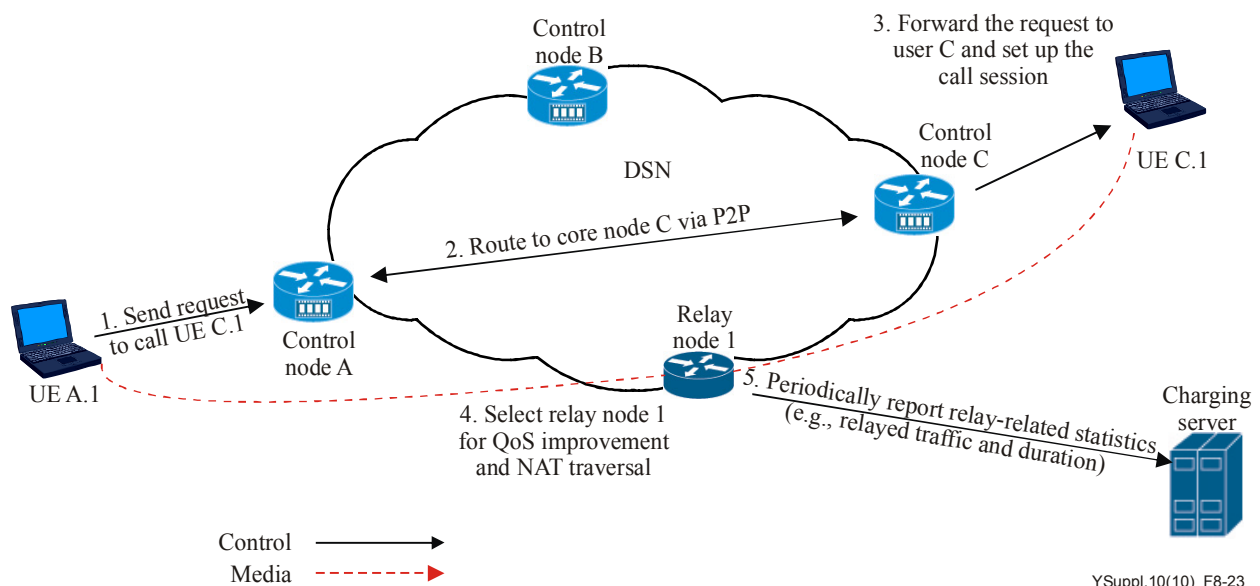 Control
node B
3. Forward the request to
user C and set up the
call session
Control
node C
UE C.1
DSN
2. Route to core node C via P2P
1. Send request
to call UE C.1
Control
node A
UE A.1
Relay
node 1
4. Select relay node 1
for QoS improvement
and NAT traversal
5. Periodically report relay-related statistics
(e.g., relayed traffic and duration)
Charging
server
Control
Media
YSuppl.10(10)_F8-23